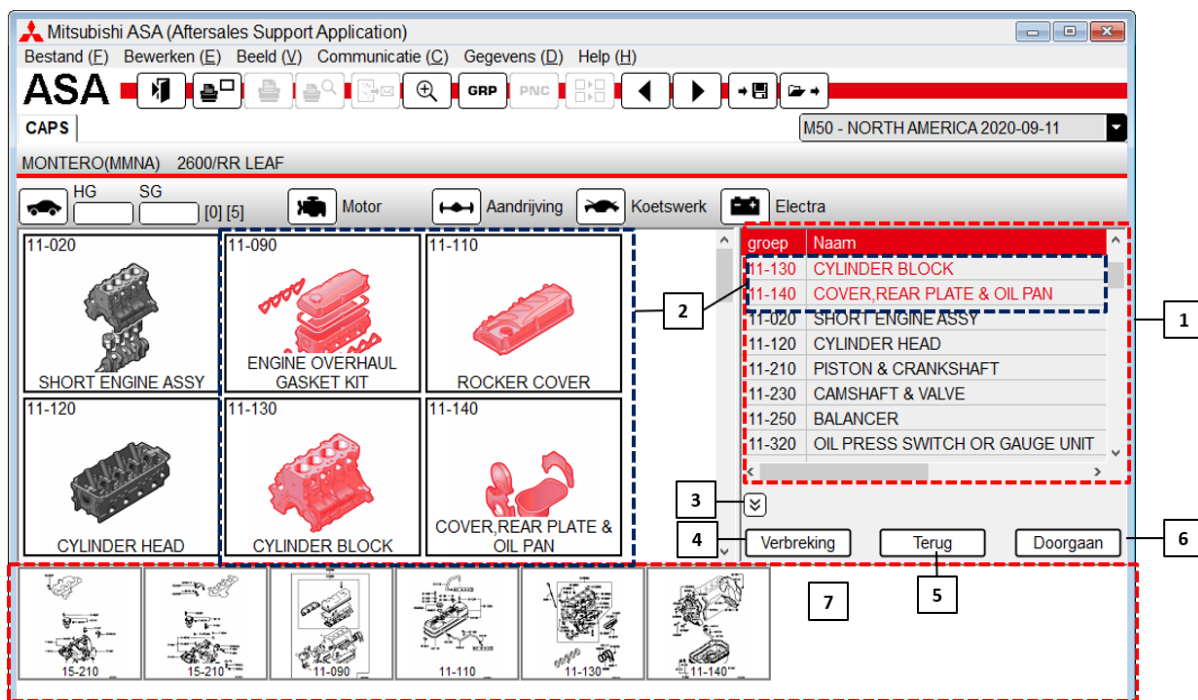 Mitsubishi ASA (Aftersales Support Application)
Bestand (F) Bewerken (E) Beeld (V) Communicatie (C) Gegevens (D) Help (H)
ASA GRP PNC
CAPS M50 - NORTH AMERICA 2020-09-11
MONTERO(MMNA) 2600/RR LEAF
HG SG [0] [5] Motor Aandrijving Koetswerk Electra
11-020
SHORT ENGINE ASSY
11-090
ENGINE OVERHAUL
GASKET KIT
11-110
ROCKER COVER
11-120
CYLINDER HEAD
11-130
CYLINDER BLOCK
11-140
COVER,REAR PLATE &
OIL PAN
2
groep Naam
11-130 CYLINDER BLOCK
11-140 COVER,REAR PLATE & OIL PAN
11-020 SHORT ENGINE ASSY
11-120 CYLINDER HEAD
11-210 PISTON & CRANKSHAFT
11-230 CAMSHAFT & VALVE
11-250 BALANCER
11-320 OIL PRESS SWITCH OR GAUGE UNIT
1
3
4 Verbreking Terug Doorgaan 6
5
7
15-210 15-210 11-090 11-110 11-130 11-140